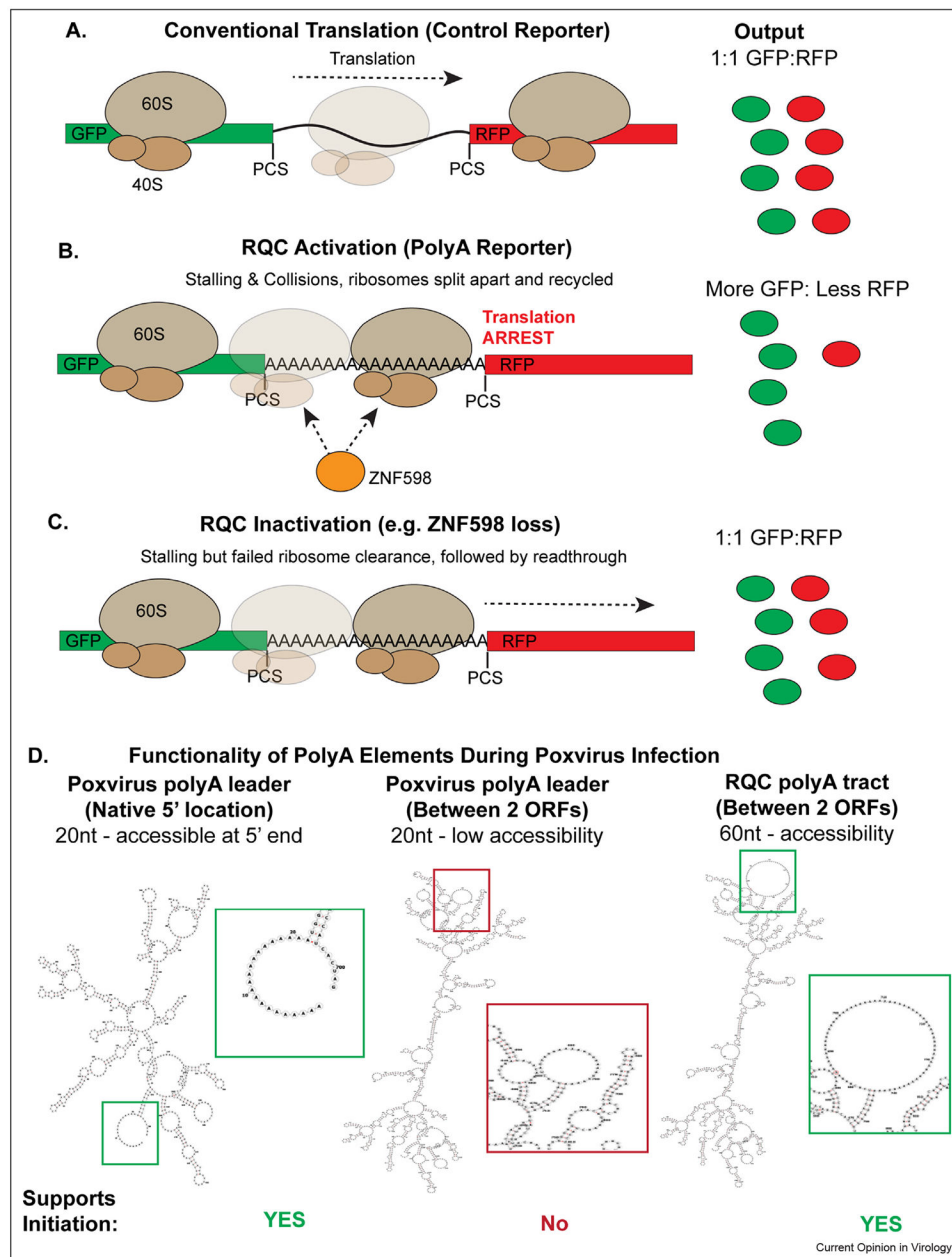 A. Conventional Translation (Control Reporter)
Output
1:1 GFP:RFP
Translation
60S
GFP
RFP
PCS
PCS
40S
B. RQC Activation (PolyA Reporter)
Stalling & Collisions, ribosomes split apart and recycled
More GFP: Less RFP
Translation
ARREST
60S
GFP
AAAAAAAAAAAAAAAAAAA
RFP
PCS
PCS
ZNF598
C. RQC Inactivation (e.g. ZNF598 loss)
Stalling but failed ribosome clearance, followed by readthrough
1:1 GFP:RFP
60S
GFP
AAAAAAAAAAAAAAAAAAA
RFP
PCS
PCS
D. Functionality of PolyA Elements During Poxvirus Infection
Poxvirus polyA leader
(Native 5’ location)
20nt - accessible at 5’ end
Poxvirus polyA leader
(Between 2 ORFs)
20nt - low accessibility
RQC polyA tract
(Between 2 ORFs)
60nt - accessibility
20
10
700
Supports
Initiation:
YES
No
YES
Current Opinion in Virology